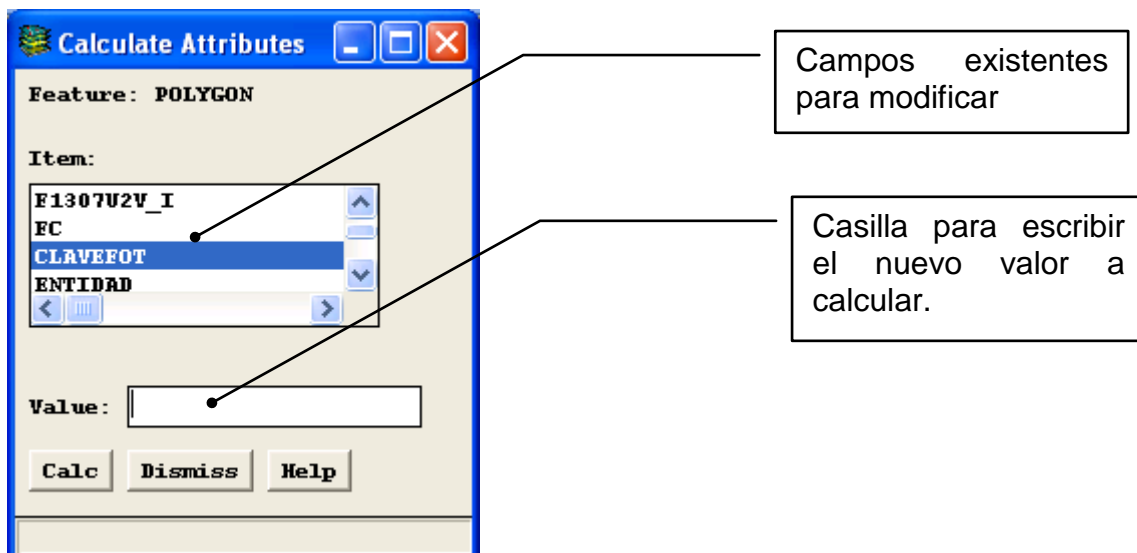 Calculate Attributes
Feature: POLYGON
Item:
F1307U2V_I
FC
CLAVEFOT
ENTIDAD
Value:
Calc Dismiss Help
Campos existentes
para modificar
Casilla para escribir
el nuevo valor a
calcular.